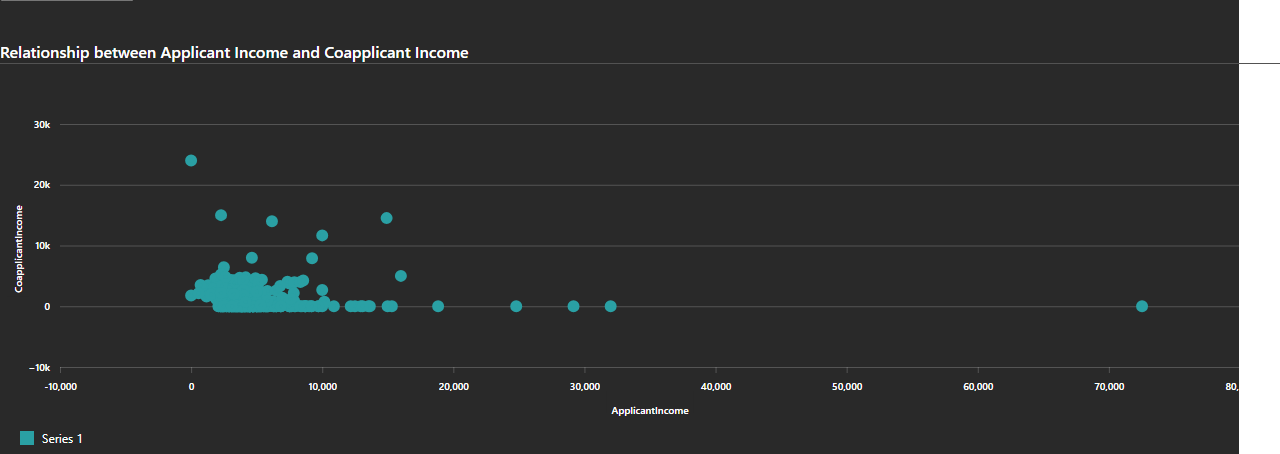 Relationship between Applicant Income and Coapplicant Income
30k
20k
10k
0
−10k
CoapplicantIncome
-10,000 0 10,000 20,000 30,000 40,000 50,000 60,000 70,000 80,
ApplicantIncome
Series 1